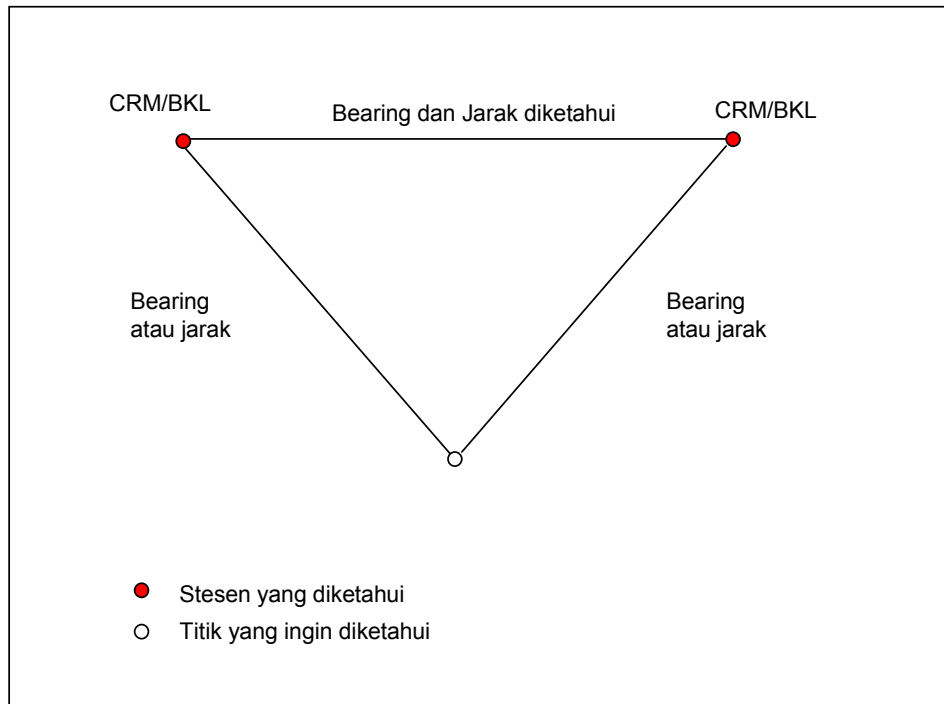 CRM/BKL
Bearing dan Jarak diketahui
CRM/BKL
Bearing
atau jarak
Bearing
atau jarak
Stesen yang diketahui
Titik yang ingin diketahui